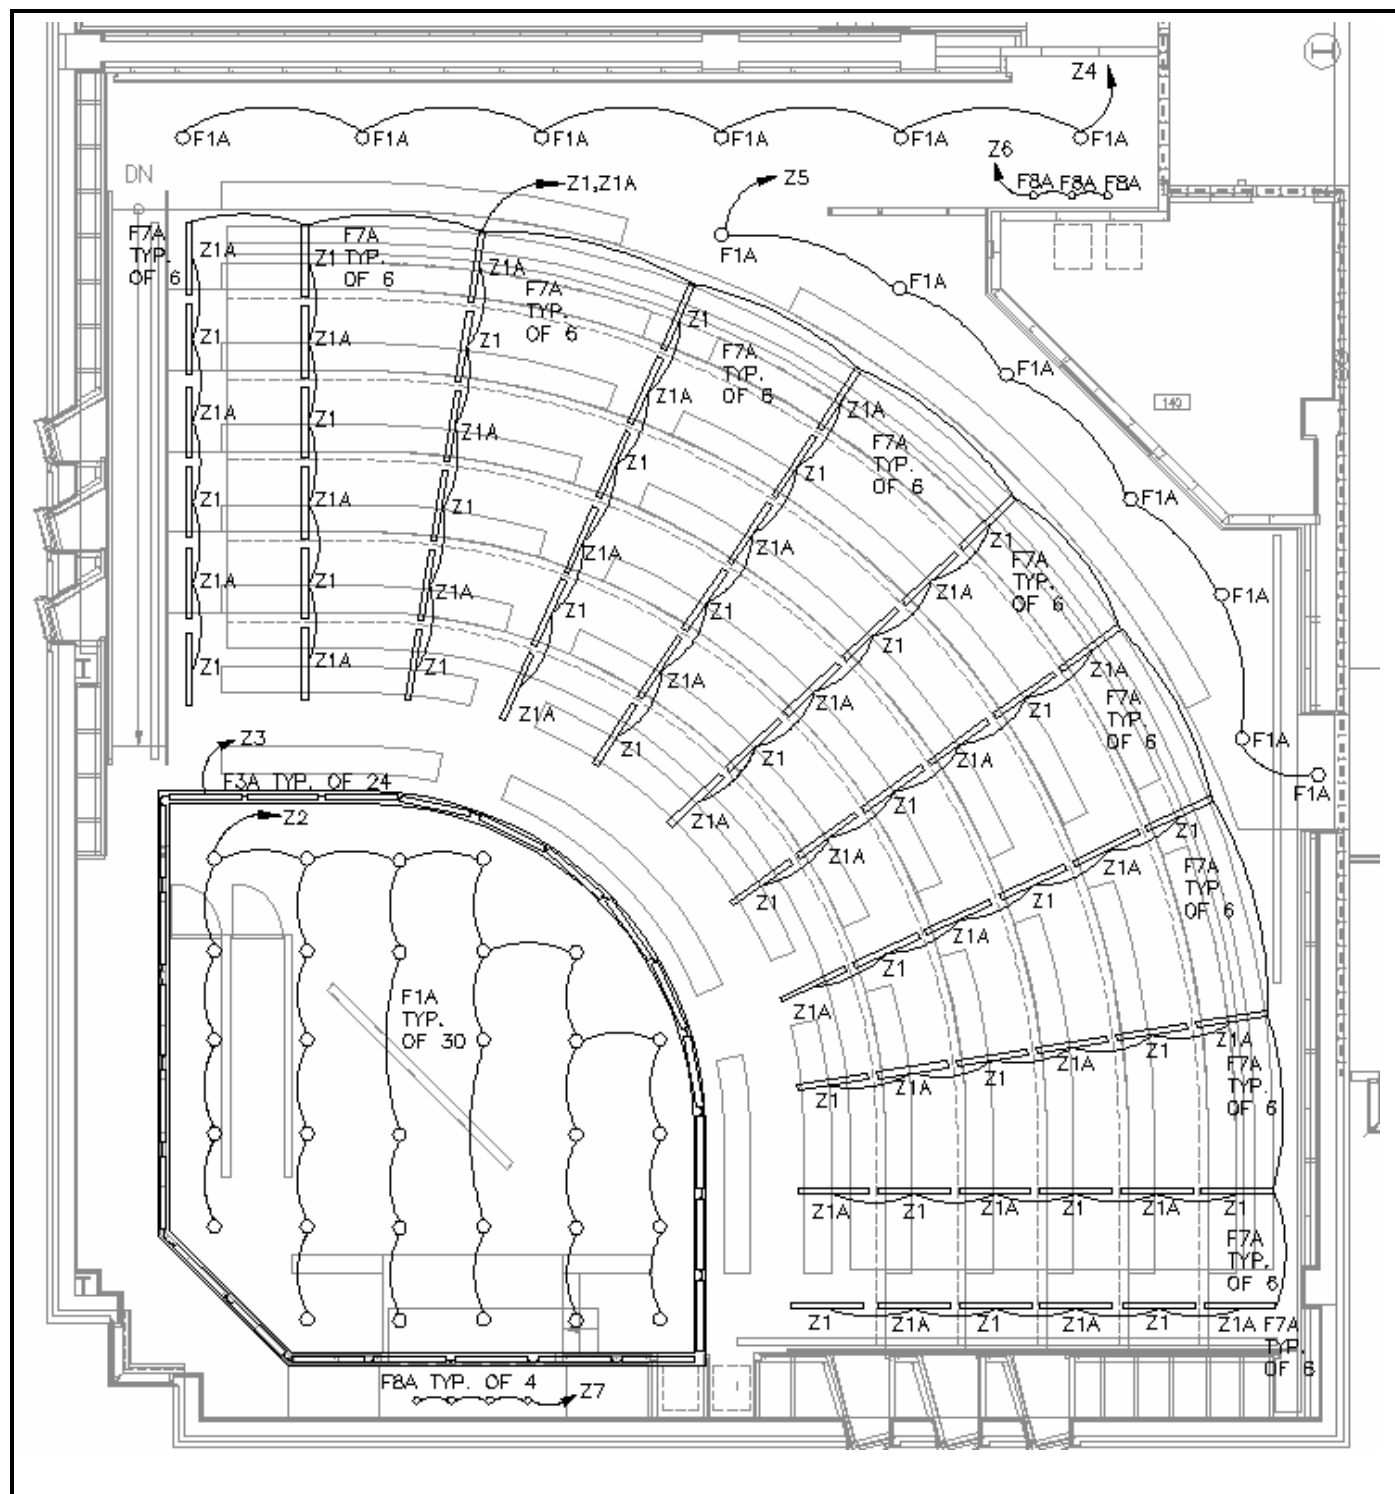 Z4
F1A F1A F1A F1A F1A F1A
Z6
DN
Z1,Z1A
Z5
F8A F8A F8A
F7A
TYP.
OF 6
Z1A
Z1
F7A
TYP.
OF 6
Z1A
F7A
TYP.
OF 6
F1A
F1A
Z1
Z1A
Z1
Z1
F7A
TYP.
OF 6
F1A
Z1A
Z1
Z1A
Z1A
Z1A
140
Z1
Z1A
Z1
F7A
TYP.
OF 6
Z1
Z1A
Z1
Z1A
Z1
F1A
Z1
F7A
TYP.
OF 6
Z1A
Z1
Z1A
Z1
Z1
Z1A
F1A
Z1
Z1A
Z1
Z1A
F7A
TYP.
OF 6
Z1A
Z1A
Z1
Z1A
Z1
Z1
Z1
Z1A
F1A
F1A
Z3
F3A TYP. OF 24
Z2
Z1A
Z1
Z1A
Z1
Z1A
F7A
TYP.
OF 6
Z1
Z1A
Z1
Z1A
F1A
TYP.
OF 30
Z1
Z1A
Z1
Z1A
Z1
Z1A
F7A
TYP.
OF 6
Z1A Z1 Z1A Z1 Z1A Z1
F7A
TYP.
OF 6
Z1 Z1A Z1 Z1A Z1 Z1A
F7A
TYP.
OF 6
F8A TYP. OF 4
Z7